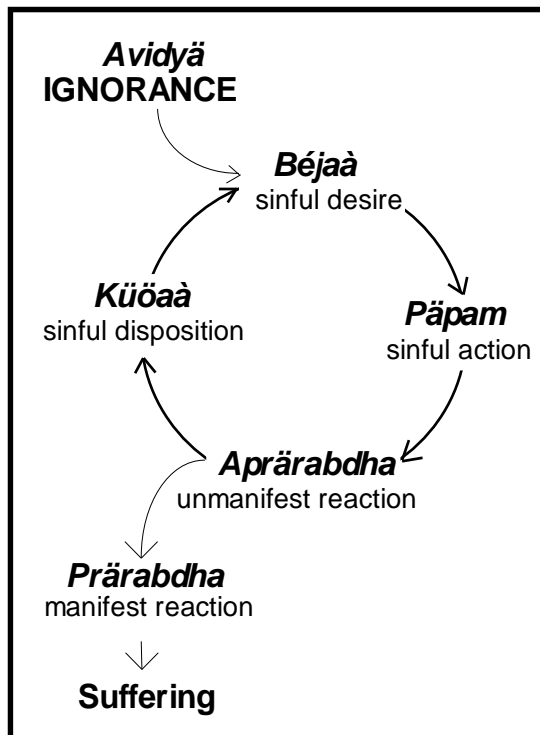 Avidyä
IGNORANCE
Béjaà
sinful desire
Küöaà
sinful disposition
Päpam
sinful action
Aprärabdha
unmanifest reaction
Prärabdha
manifest reaction
Suffering